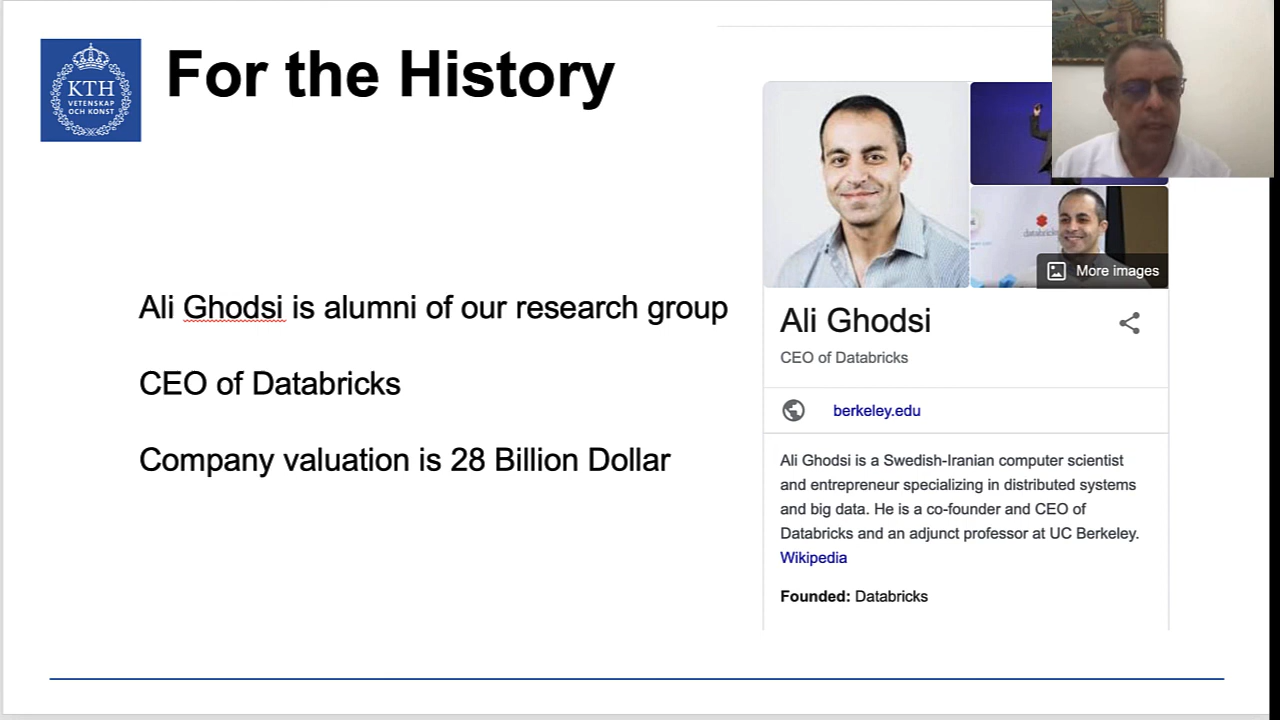 KTH
VETENSKAP
OCH KONST
For the History
Ali Ghodsi is alumni of our research group
CEO of Databricks
Company valuation is 28 Billion Dollar
databricks
More images
Ali Ghodsi
CEO of Databricks
berkeley.edu
Ali Ghodsi is a Swedish-Iranian computer scientist
and entrepreneur specializing in distributed systems
and big data. He is a co-founder and CEO of
Databricks and an adjunct professor at UC Berkeley.
Wikipedia
Founded: Databricks